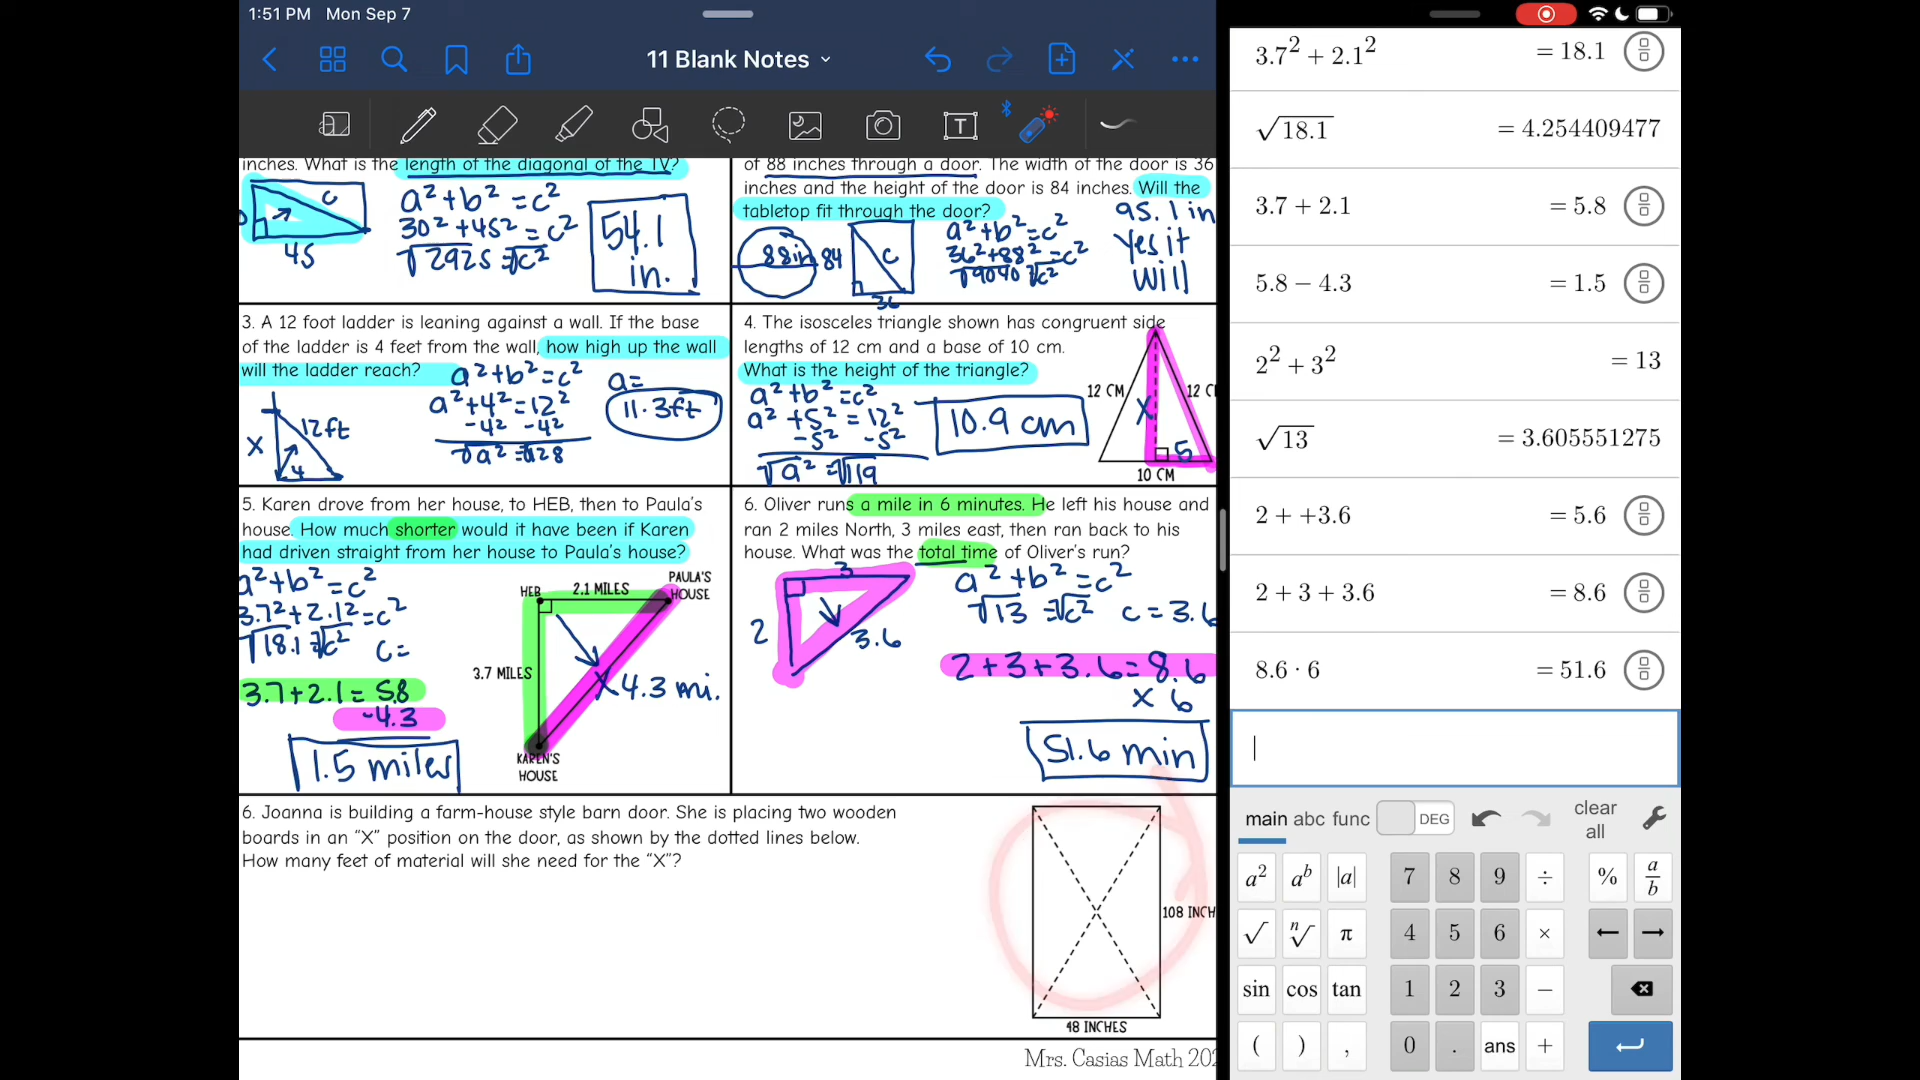 1:51 PM Mon Sep 7
11 Blank Notes
inches. What is the length of the diagonal of the TV?
c
45
a² + b² = c²
30² + 45² = c²
√2925 = √c²
54.1
in.
of 88 inches through a door. The width of the door is 36
inches and the height of the door is 84 inches. Will the
tabletop fit through the door?
88in
84
c
36
a² + b² = c²
36² + 88² = c²
√9040 = √c²
95.1 in
Yes it
will
3. A 12 foot ladder is leaning against a wall. If the base
of the ladder is 4 feet from the wall, how high up the wall
will the ladder reach?
x
12ft
4
a² + b² = c²
a² + 4² = 12²
-4² -4²
√a² = √128
a =
11.3ft
4. The isosceles triangle shown has congruent side
lengths of 12 cm and a base of 10 cm.
What is the height of the triangle?
a² + b² = c²
a² + 5² = 12²
-5² -5²
√a² = √119
10.9 cm
12 CM
x
12 C
5
10 CM
5. Karen drove from her house, to HEB, then to Paula's
house. How much shorter would it have been if Karen
had driven straight from her house to Paula's house?
a² + b² = c²
3.7² + 2.1² = c²
√18.1 = √c² c =
3.7 + 2.1 = 5.8
-4.3
1.5 miles
HEB
2.1 MILES
PAULA'S
HOUSE
3.7 MILES
x 4.3 mi.
KAREN'S
HOUSE
6. Oliver runs a mile in 6 minutes. He left his house and
ran 2 miles North, 3 miles east, then ran back to his
house. What was the total time of Oliver's run?
3
2
3.6
a² + b² = c²
√13 = √c² c = 3.6
2 + 3 + 3.6 = 8.6
x 6
51.6 min
6. Joanna is building a farm-house style barn door. She is placing two wooden
boards in an “X” position on the door, as shown by the dotted lines below.
How many feet of material will she need for the “X”?
108 INCH
48 INCHES
Mrs. Casias Math 202
3.7² + 2.1² = 18.1
√18.1 = 4.254409477
3.7 + 2.1 = 5.8
5.8 − 4.3 = 1.5
2² + 3² = 13
√13 = 3.605551275
2 + +3.6 = 5.6
2 + 3 + 3.6 = 8.6
8.6 · 6 = 51.6
main abc func DEG clear
all
a² aᵇ |a| 7 8 9 ÷ % a/b
√ ⁿ√ π 4 5 6 × ← →
sin cos tan 1 2 3 −
( ) , 0 . ans +